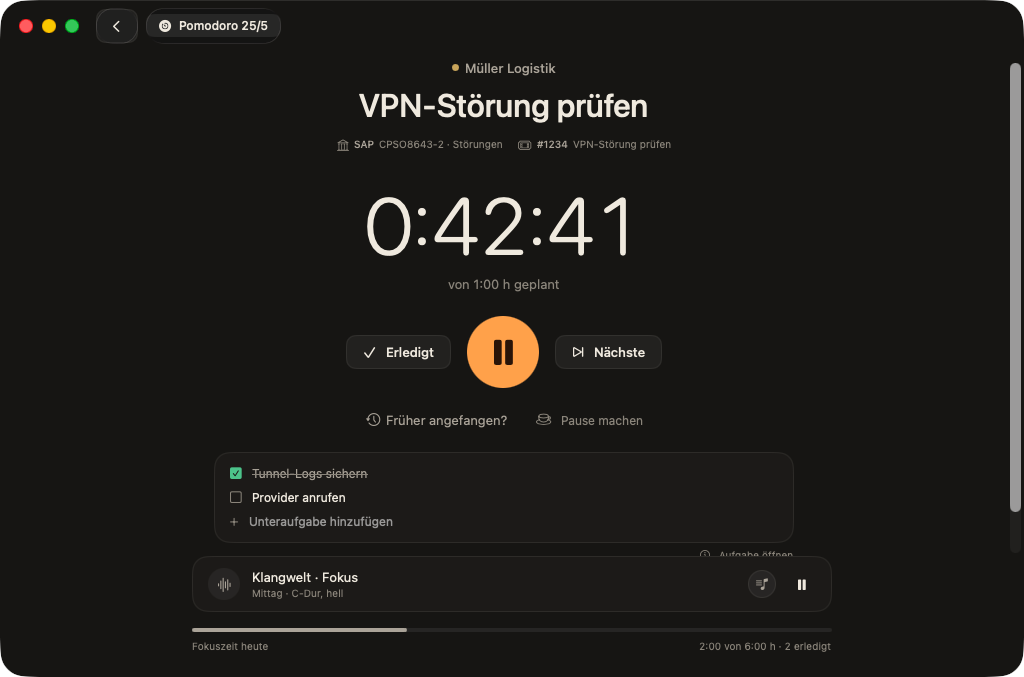 Pomodoro 25/5
Müller Logistik
VPN-Störung prüfen
SAP CPSO8643-2 · Störungen #1234 VPN-Störung prüfen
0:42:41
von 1:00 h geplant
Erledigt
Nächste
Früher angefangen?
Pause machen
Tunnel-Logs sichern
Provider anrufen
+ Unteraufgabe hinzufügen
Aufgabe öffnen
Klangwelt · Fokus
Mittag · C-Dur, hell
Fokuszeit heute
2:00 von 6:00 h · 2 erledigt